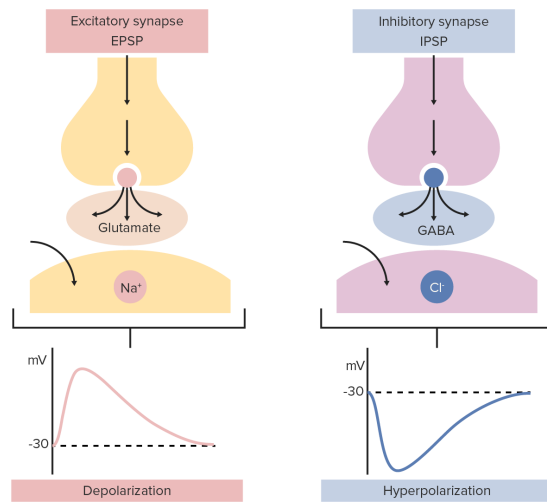 Excitatory synapse
EPSP
Glutamate
Na⁺
mV
-30
Depolarization
Inhibitory synapse
IPSP
GABA
Cl⁻
mV
-30
Hyperpolarization